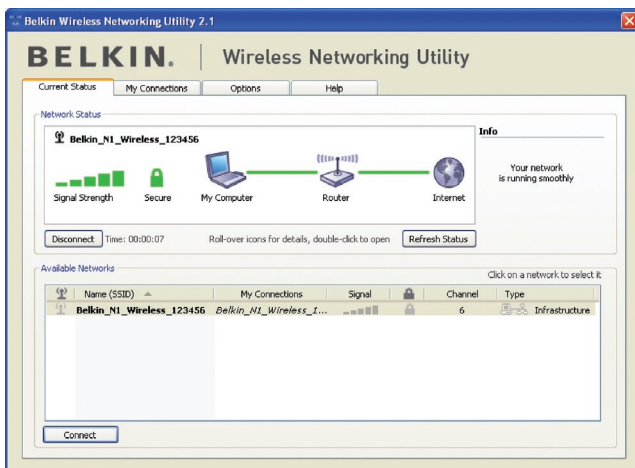 Belkin Wireless Networking Utility 2.1
BELKIN. | Wireless Networking Utility
Current Status My Connections Options Help
Network Status
Belkin_N1_Wireless_123456
Info
Your network
is running smoothly
Signal Strength Secure My Computer Router Internet
Disconnect Time: 00:00:07 Roll-over icons for details, double-click to open Refresh Status
Available Networks
Click on a network to select it
Name (SSID) My Connections Signal Channel Type
Belkin_N1_Wireless_123456 Belkin_N1_Wireless_1... 6 Infrastructure
Connect